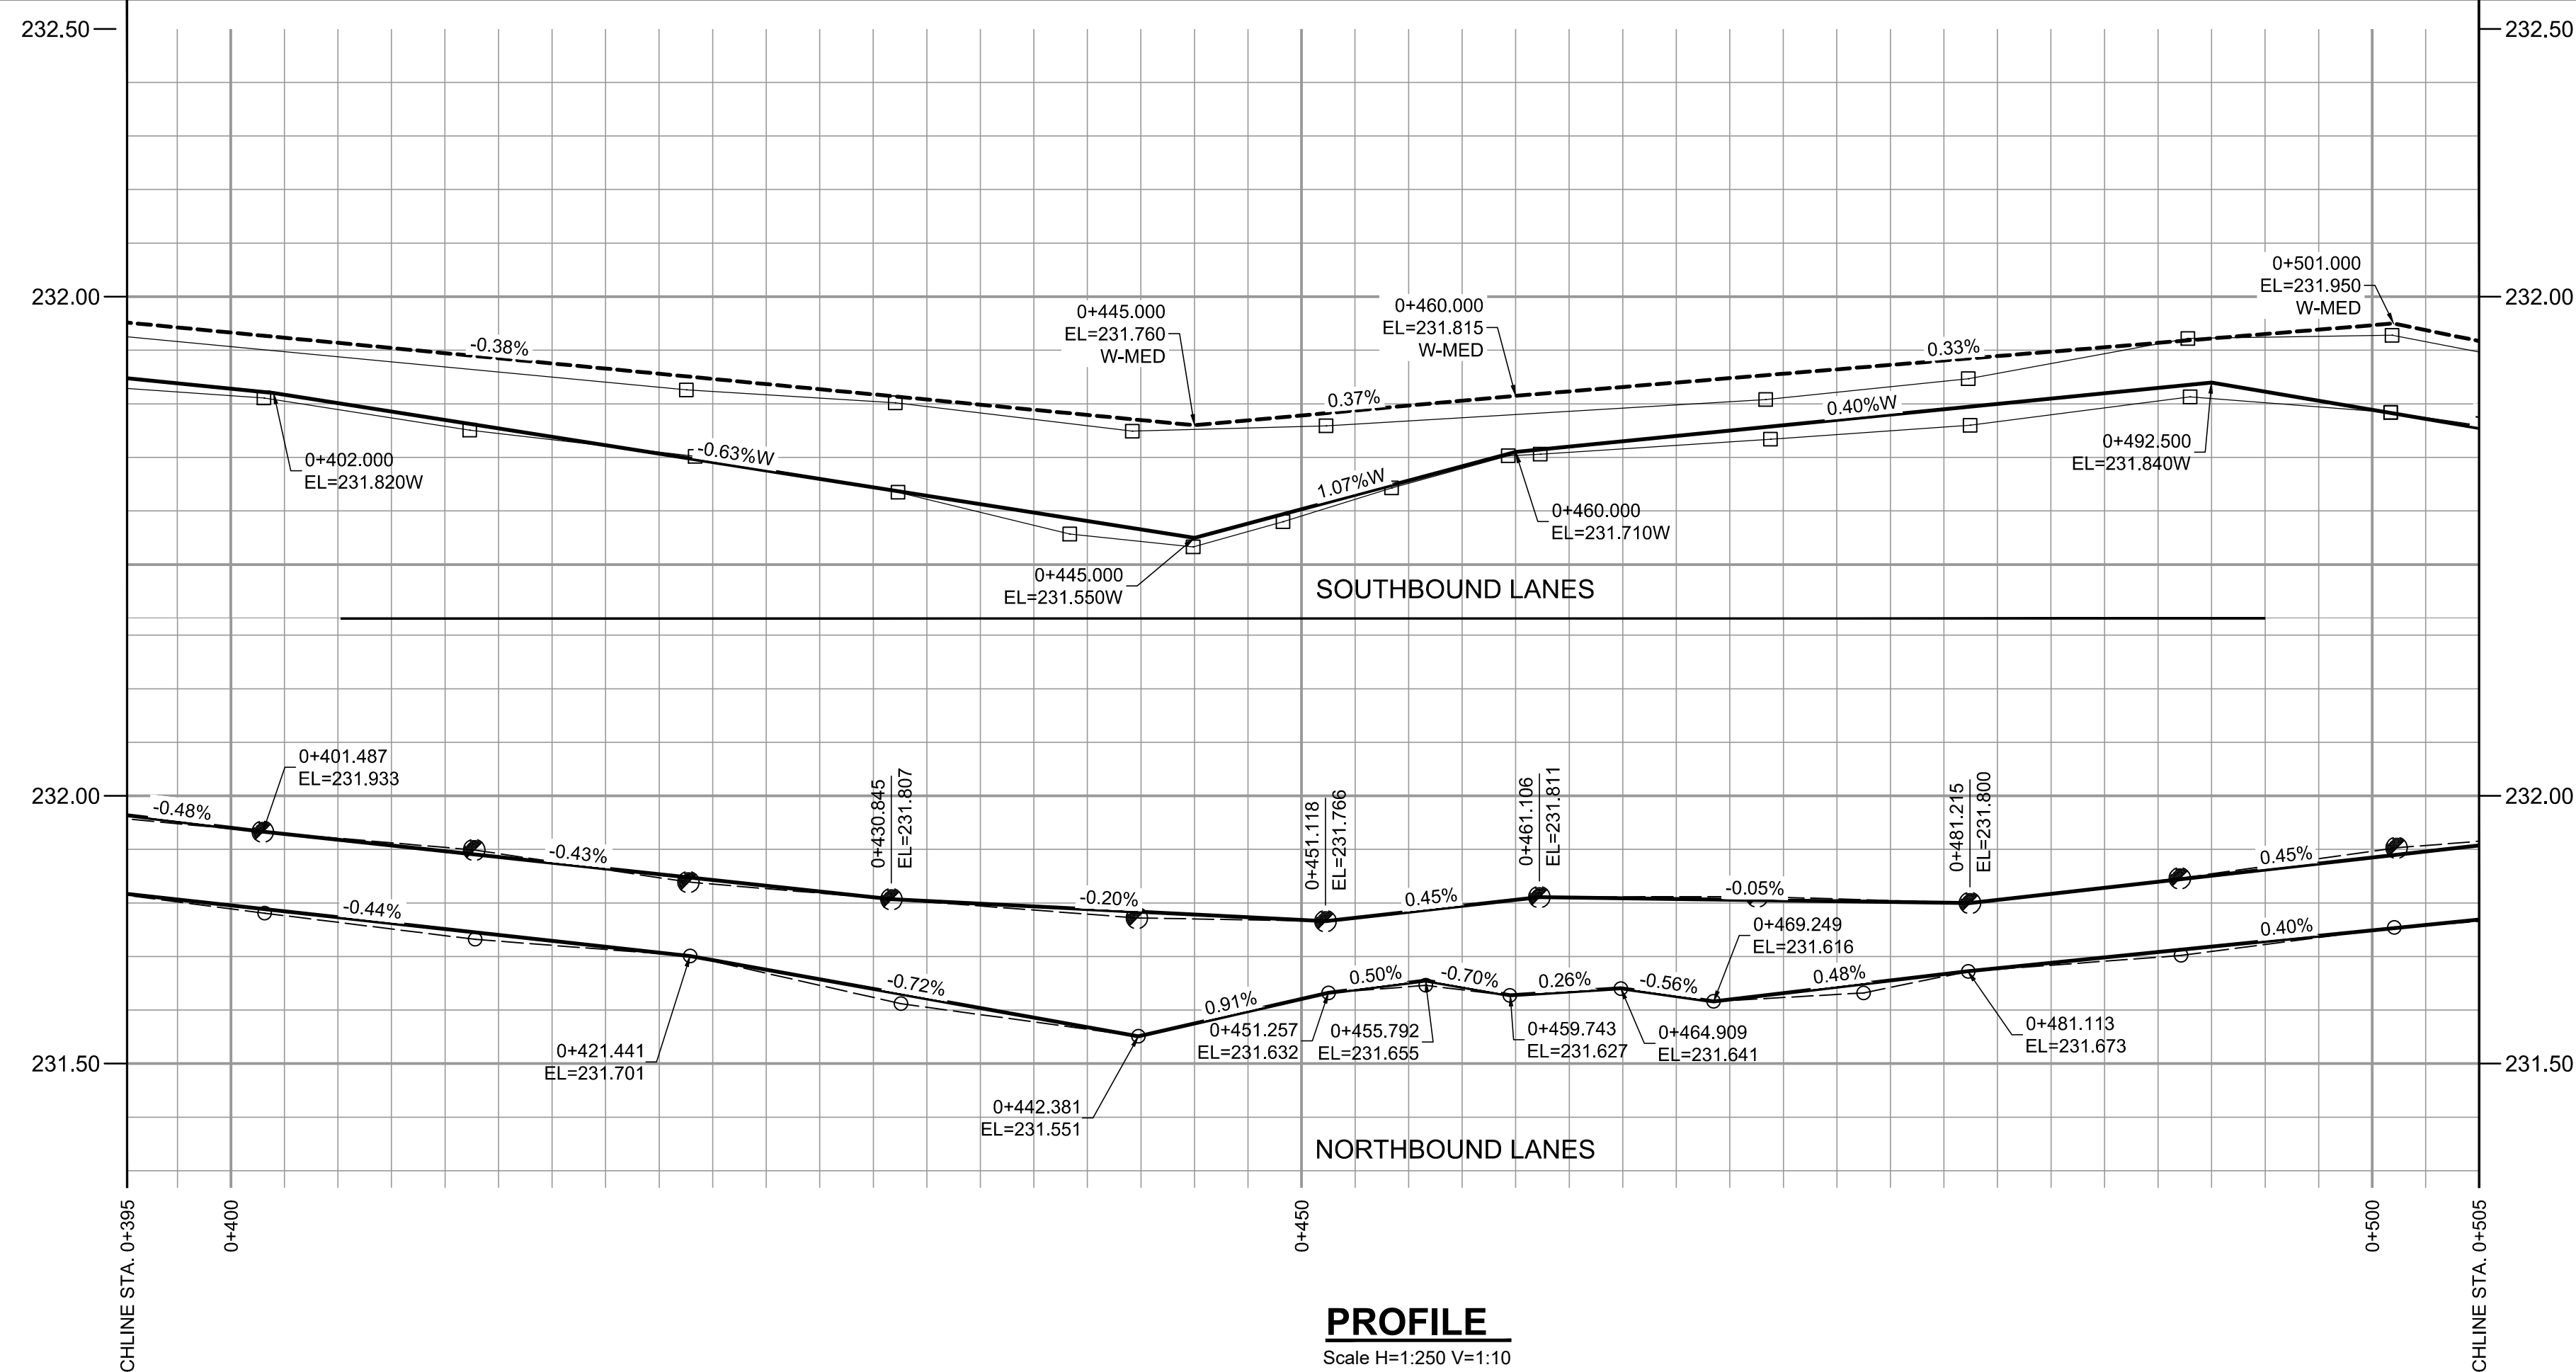 232.50
232.50
0+501.000
EL=231.950
W-MED
232.00
232.00
0+445.000
EL=231.760
W-MED
0+460.000
EL=231.815
W-MED
-0.38%
0.37%
0.33%
0.40%W
0+402.000
EL=231.820W
-0.63%W
1.07%W
0+492.500
EL=231.840W
0+460.000
EL=231.710W
0+445.000
EL=231.550W
SOUTHBOUND LANES
0+401.487
EL=231.933
0+430.845
EL=231.807
0+451.118
EL=231.766
0+461.106
EL=231.811
0+481.215
EL=231.800
232.00
232.00
-0.48%
-0.43%
-0.20%
0.45%
-0.05%
0.45%
-0.44%
-0.72%
0.91%
0.50%
-0.70%
0.26%
-0.56%
0.48%
0.40%
0+469.249
EL=231.616
0+421.441
EL=231.701
0+442.381
EL=231.551
0+451.257
EL=231.632
0+455.792
EL=231.655
0+459.743
EL=231.627
0+464.909
EL=231.641
0+481.113
EL=231.673
231.50
231.50
NORTHBOUND LANES
CHLINE STA. 0+395
0+400
0+450
0+500
CHLINE STA. 0+505
PROFILE
Scale H=1:250 V=1:10